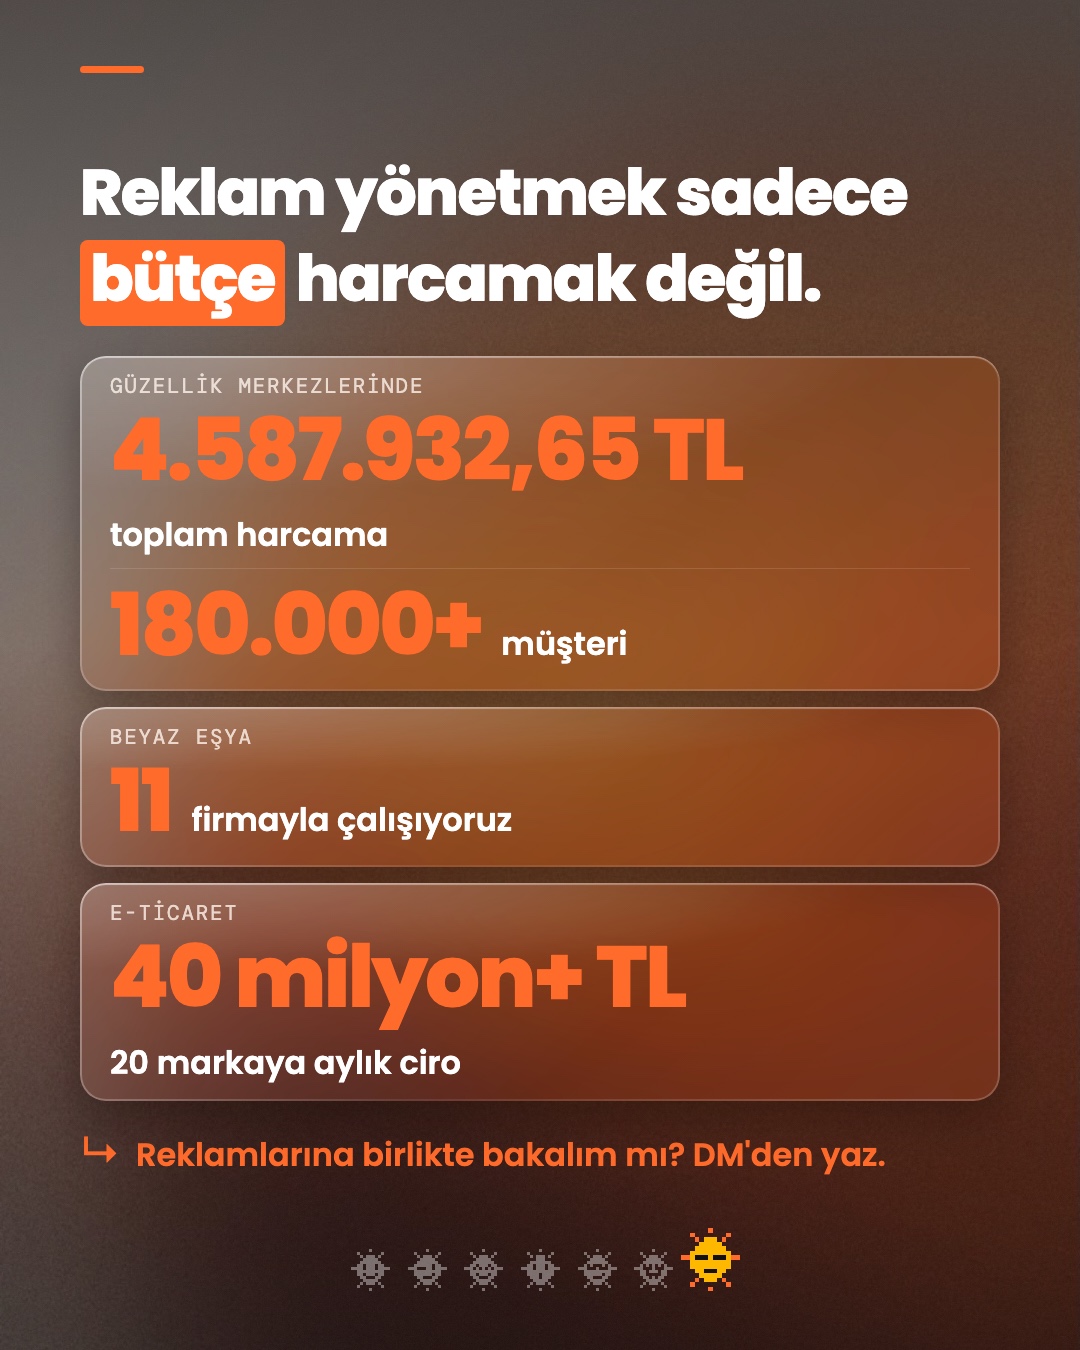 Reklam yönetmek sadece
bütçe harcamak değil.
GÜZELLİK MERKEZLERİNDE
4.587.932,65 TL
toplam harcama
180.000+ müşteri
BEYAZ EŞYA
11 firmayla çalışıyoruz
E-TİCARET
40 milyon+ TL
20 markaya aylık ciro
Reklamlarına birlikte bakalım mı? DM'den yaz.